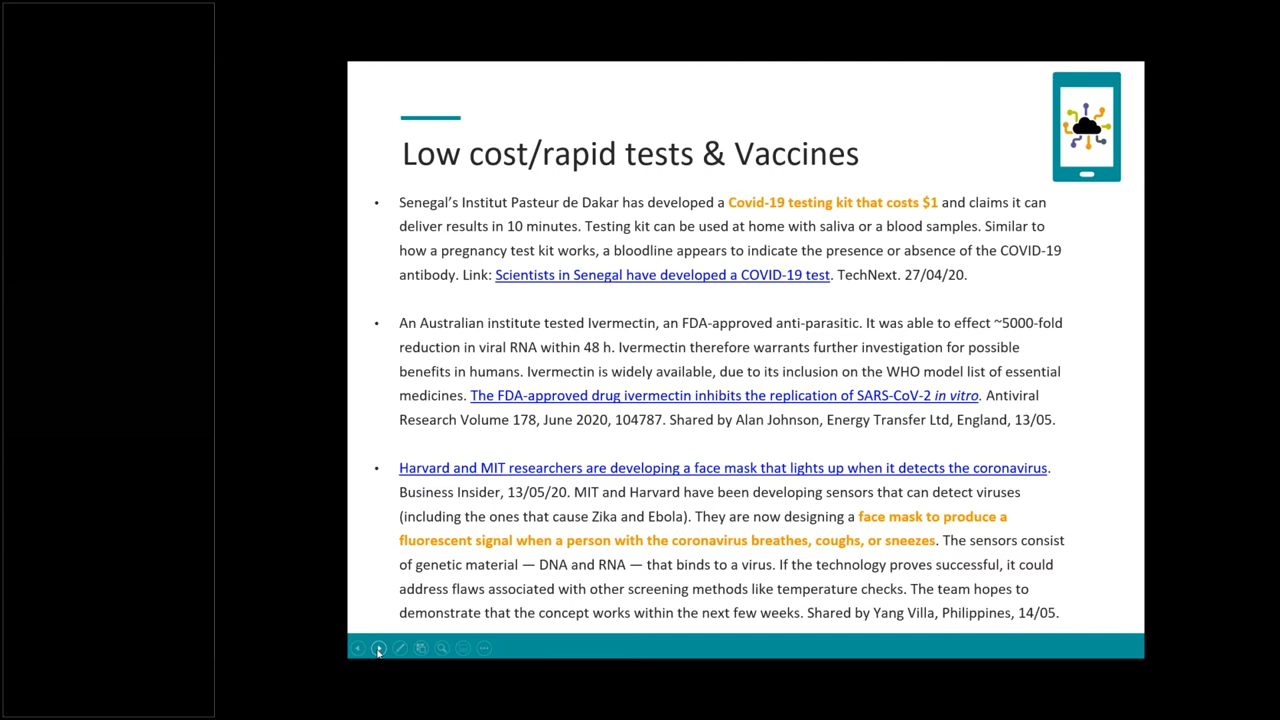 Low cost/rapid tests & Vaccines
• Senegal’s Institut Pasteur de Dakar has developed a Covid-19 testing kit that costs $1 and claims it can
deliver results in 10 minutes. Testing kit can be used at home with saliva or a blood samples. Similar to
how a pregnancy test kit works, a bloodline appears to indicate the presence or absence of the COVID-19
antibody. Link: Scientists in Senegal have developed a COVID-19 test. TechNext. 27/04/20.
• An Australian institute tested Ivermectin, an FDA-approved anti-parasitic. It was able to effect ~5000-fold
reduction in viral RNA within 48 h. Ivermectin therefore warrants further investigation for possible
benefits in humans. Ivermectin is widely available, due to its inclusion on the WHO model list of essential
medicines. The FDA-approved drug ivermectin inhibits the replication of SARS-CoV-2 in vitro. Antiviral
Research Volume 178, June 2020, 104787. Shared by Alan Johnson, Energy Transfer Ltd, England, 13/05.
• Harvard and MIT researchers are developing a face mask that lights up when it detects the coronavirus.
Business Insider, 13/05/20. MIT and Harvard have been developing sensors that can detect viruses
(including the ones that cause Zika and Ebola). They are now designing a face mask to produce a
fluorescent signal when a person with the coronavirus breathes, coughs, or sneezes. The sensors consist
of genetic material — DNA and RNA — that binds to a virus. If the technology proves successful, it could
address flaws associated with other screening methods like temperature checks. The team hopes to
demonstrate that the concept works within the next few weeks. Shared by Yang Villa, Philippines, 14/05.